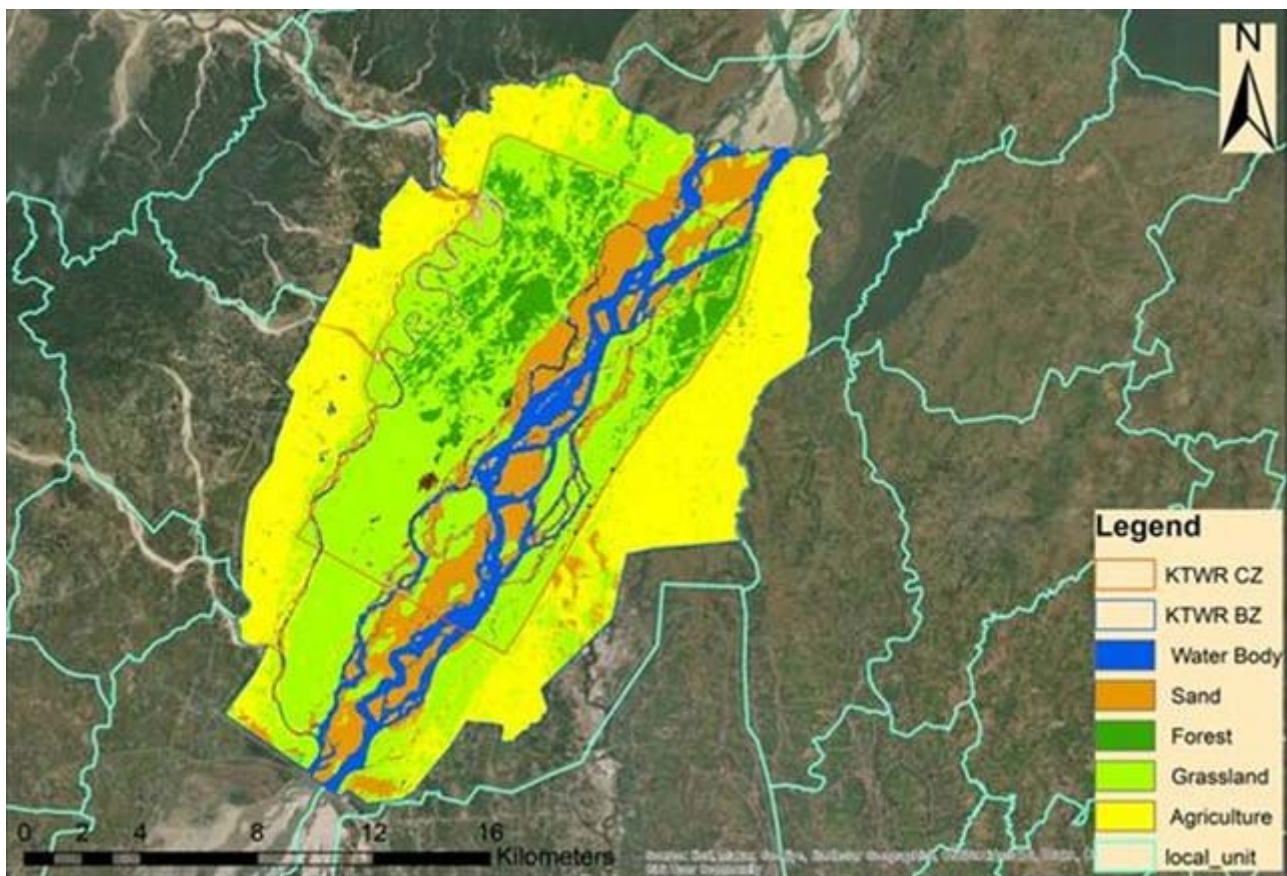 N
Legend
KTWR CZ
KTWR BZ
Water Body
Sand
Forest
Grassland
Agriculture
local_unit
0 2 4 8 12 16
Kilometers